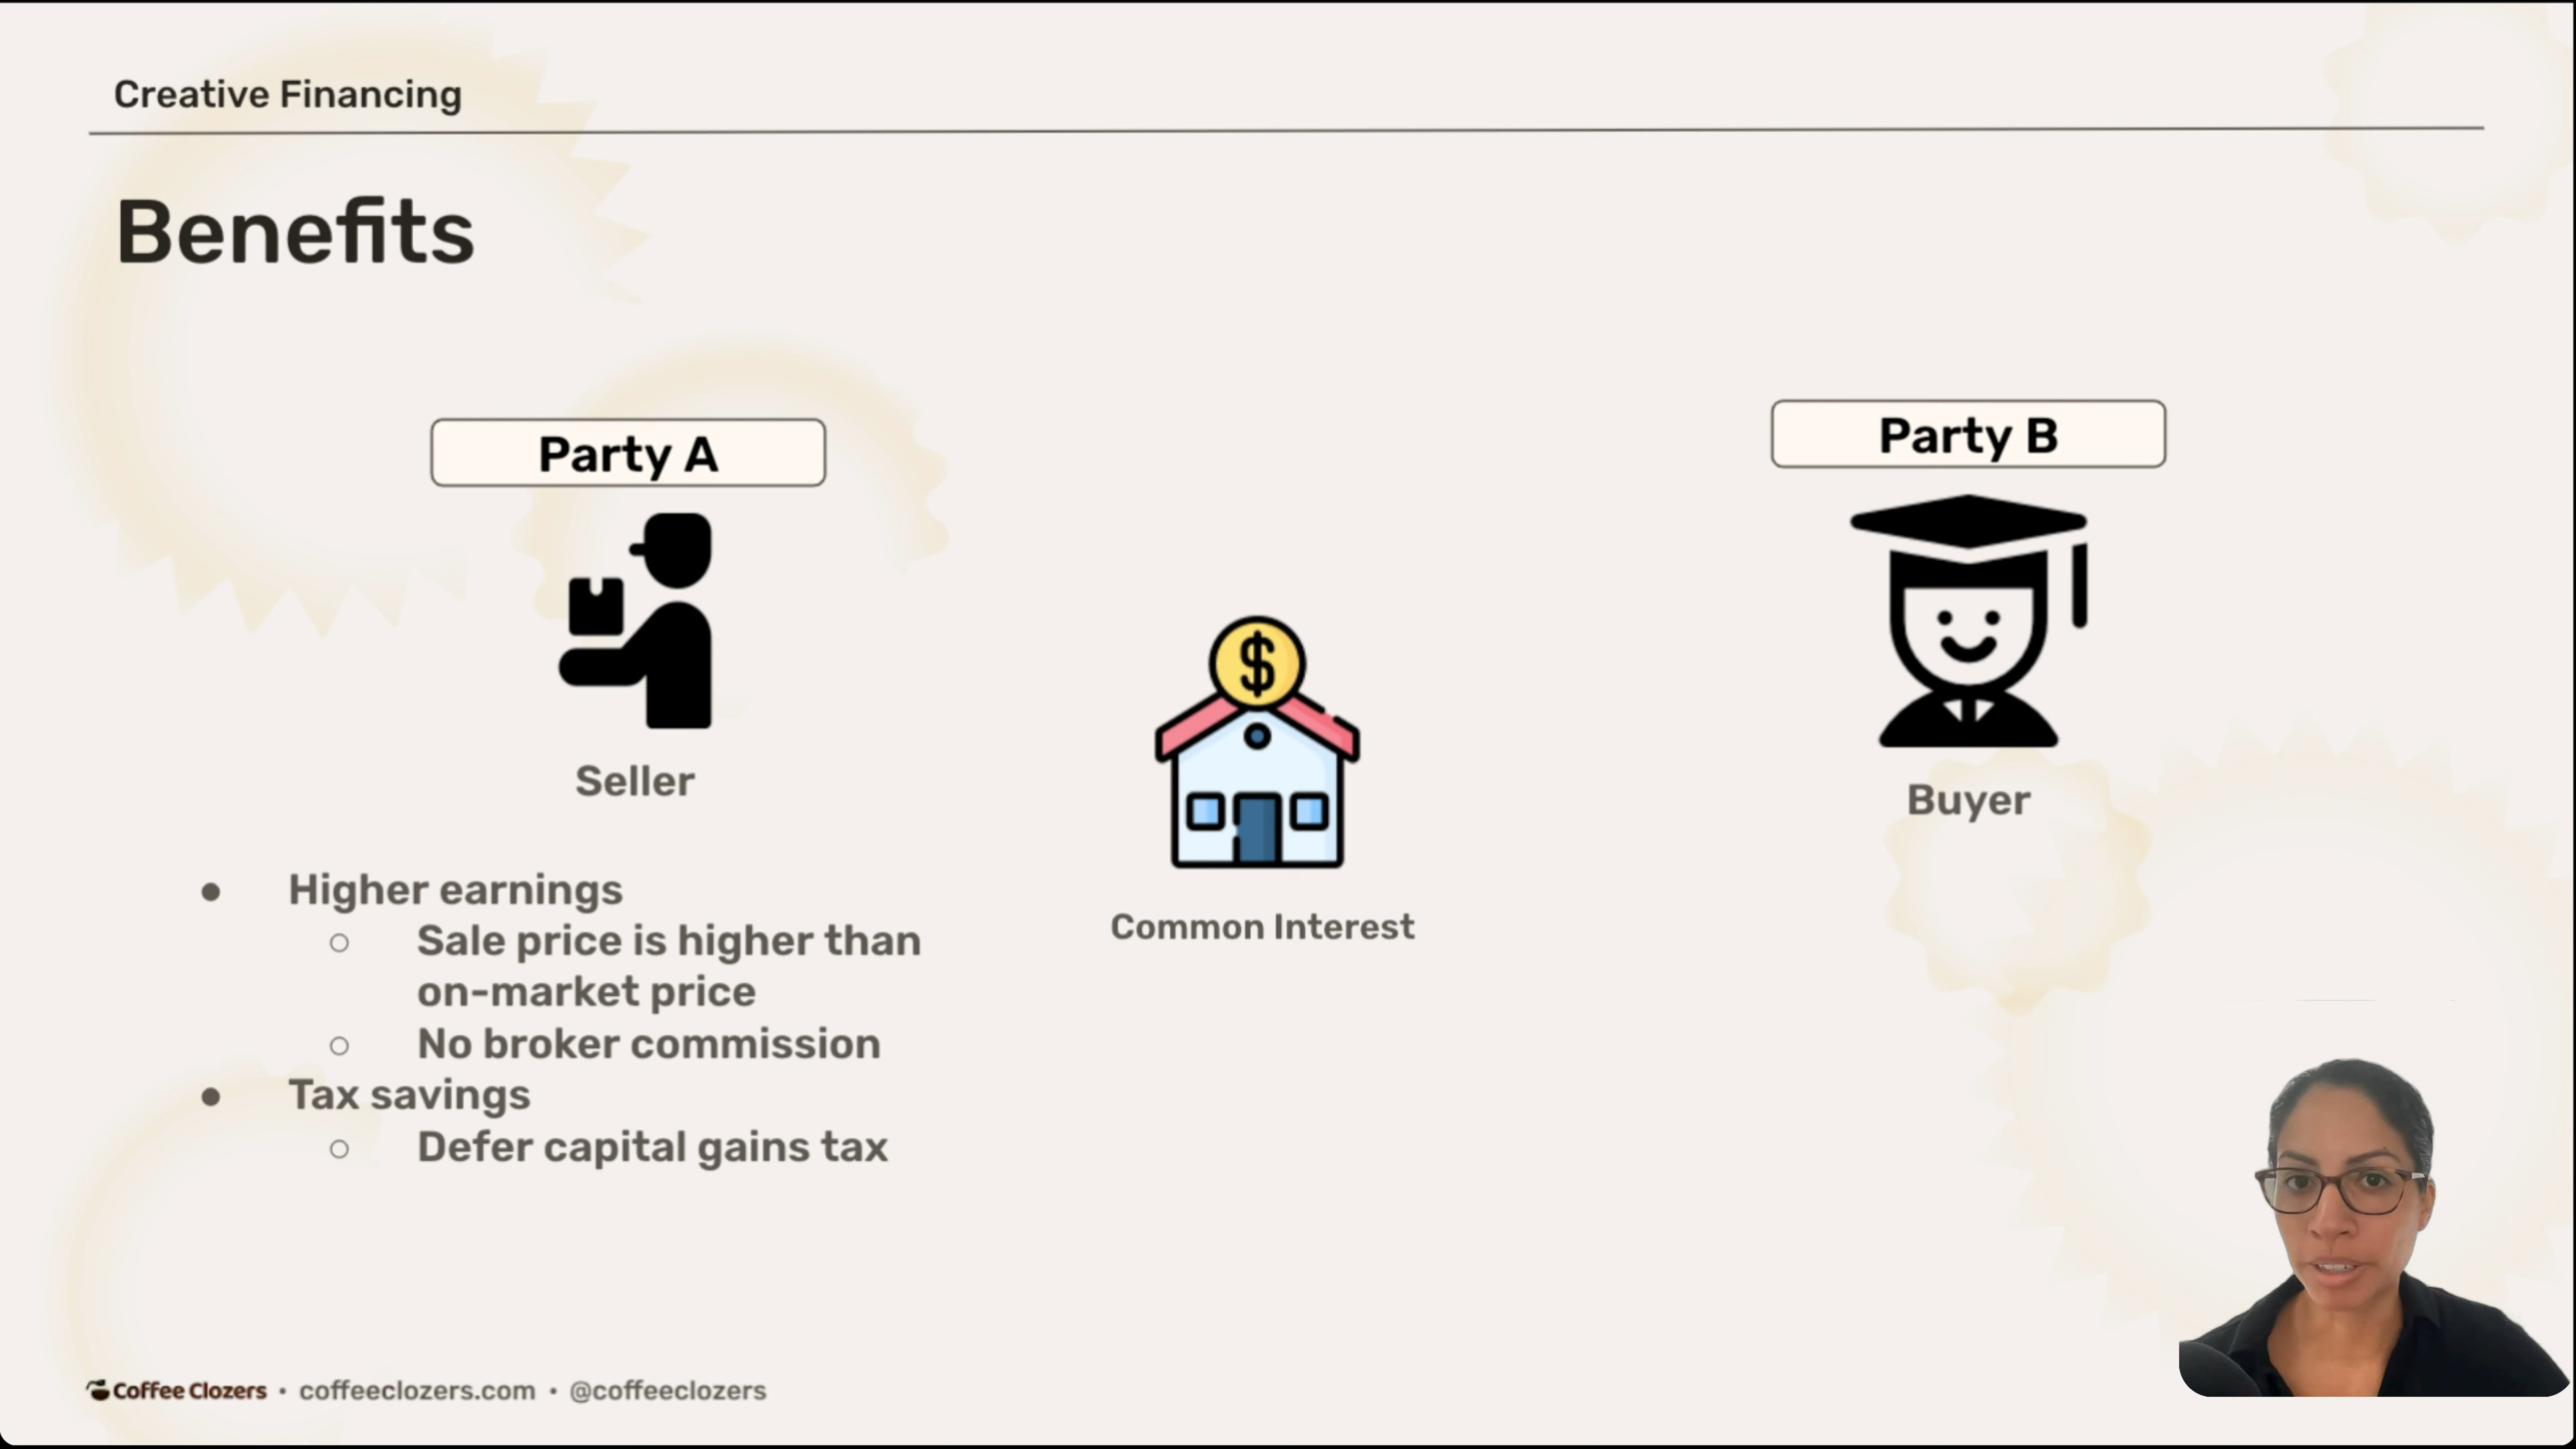 Creative Financing
Benefits
Party A
Party B
Seller
Buyer
Common Interest
Higher earnings
Sale price is higher than
on-market price
No broker commission
Tax savings
Defer capital gains tax
Coffee Clozers • coffeeclozers.com • @coffeeclozers